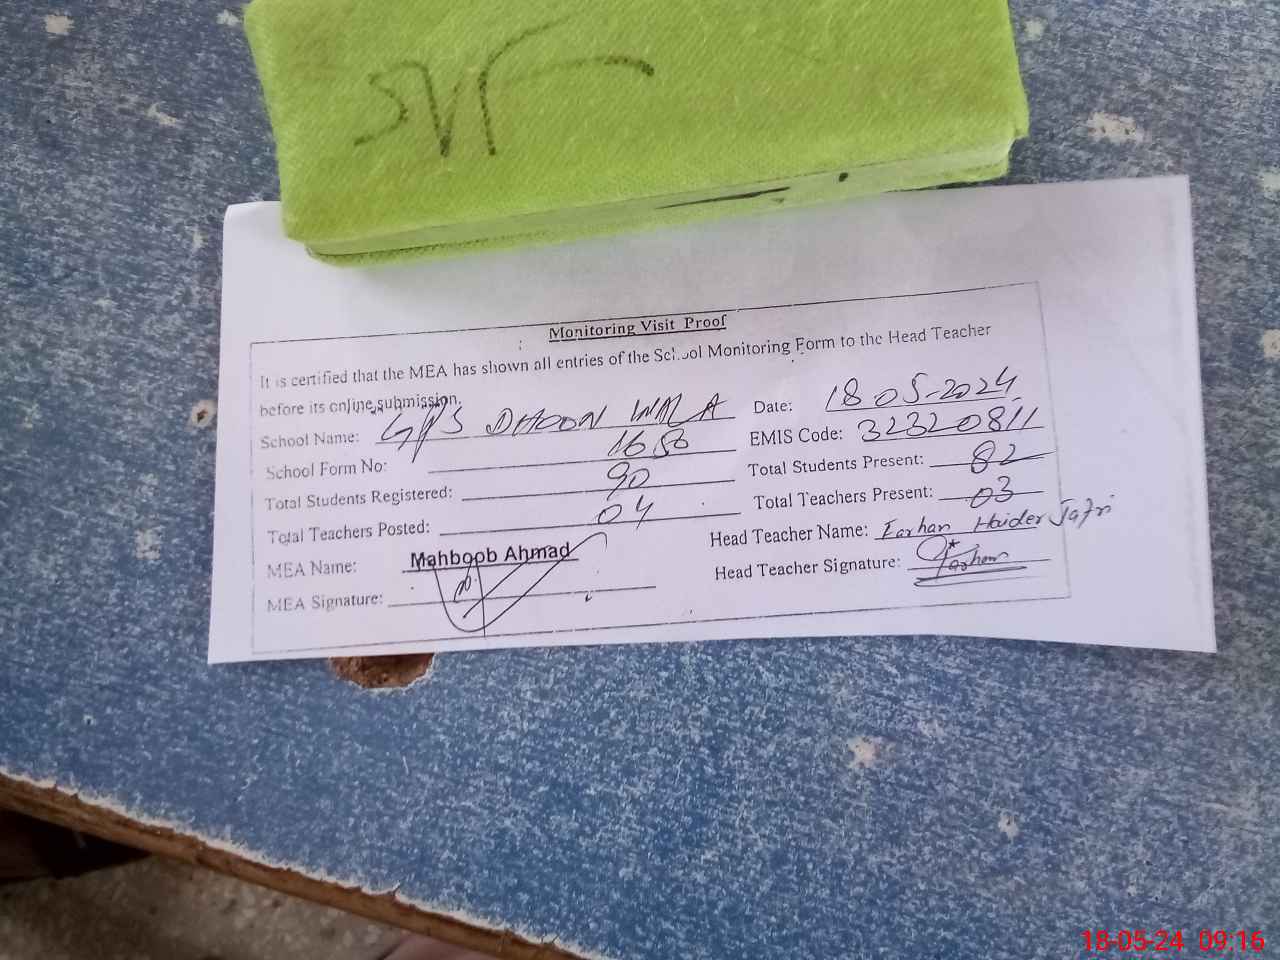 Monitoring Visit Proof
It is certified that the MEA has shown all entries of the School Monitoring Form to the Head Teacher
before its online submission.
School Name: GPS DHOON WALA Date: 18-05-2024
School Form No: 1650 EMIS Code: 32320811
Total Students Registered: 90 Total Students Present: 82
Total Teachers Posted: 04 Total Teachers Present: 03
MEA Name: Mahboob Ahmad Head Teacher Name: Farhan Haider Jafri
MEA Signature: Head Teacher Signature: Farhan
18-05-24 09:16